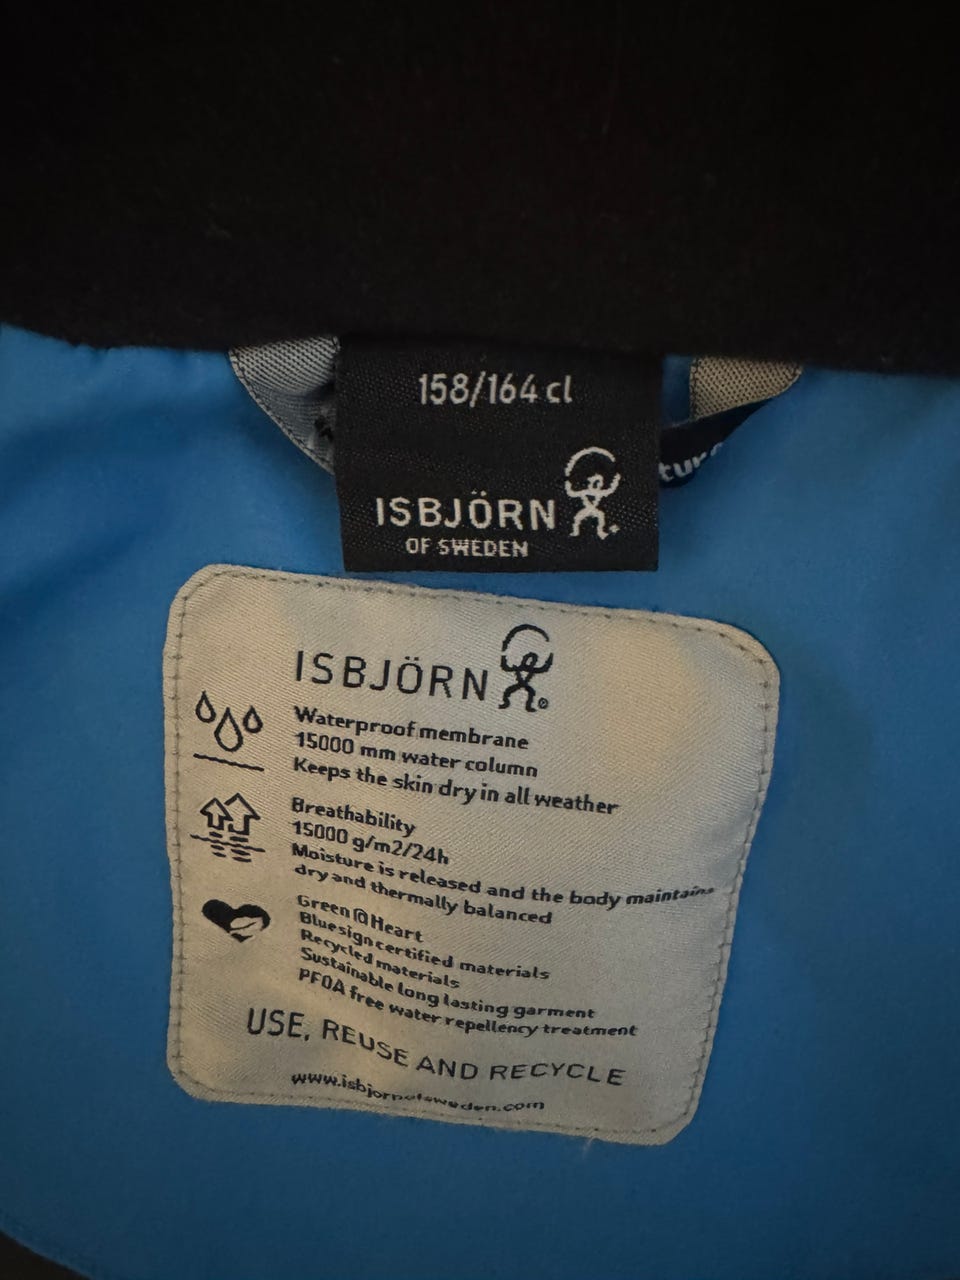 158/164 cl
ISBJÖRN
OF SWEDEN
ISBJÖRN
Waterproof membrane
15000 mm water column
Keeps the skin dry in all weather
Breathability
15000 g/m2/24h
Moisture is released and the body maintains
dry and thermally balanced
Green@Heart
Bluesign certified materials
Recycled materials
Sustainable long lasting garment
PFOA free water repellency treatment
USE, REUSE AND RECYCLE
www.isbjornofsweden.com